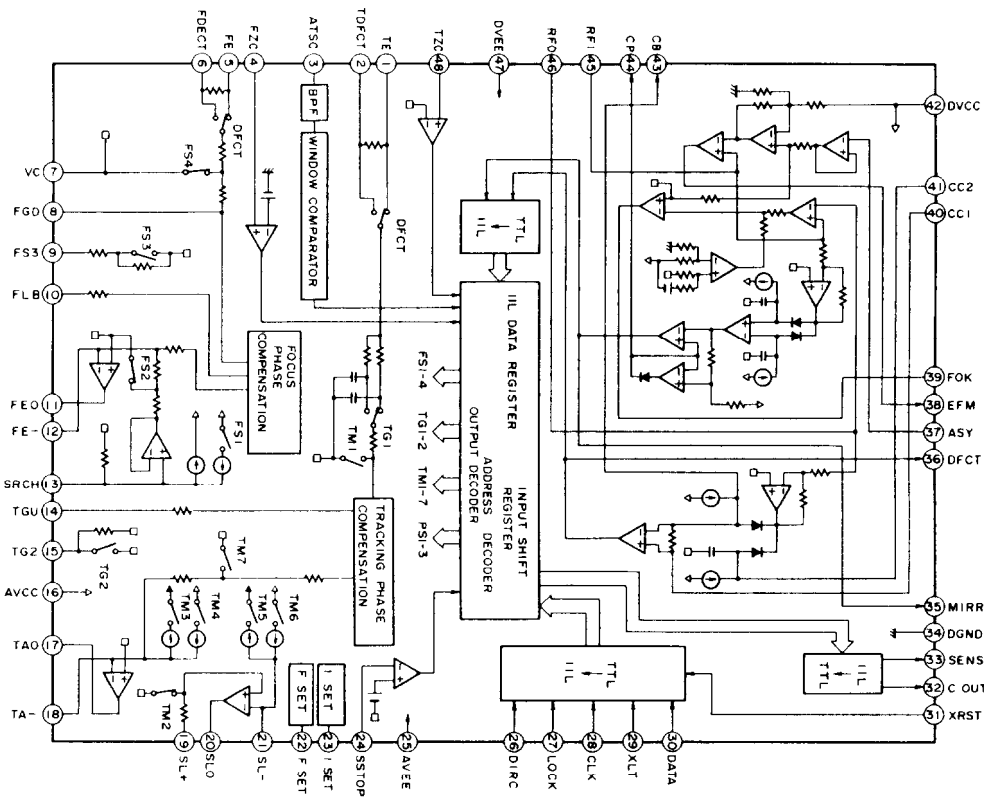 FDECT
6
FE
5
FZC
4
ATSC
3
TDFCT
2
TE
1
TZC
48
DVEE
47
RFO
46
RFI
45
CP
44
CB
43
42 DVCC
41 CC2
40 CC1
39 FOK
38 EFM
37 ASY
36 DFCT
35 MIRR
34 DGND
33 SENS
32 C OUT
31 XRST
VC 7
FGD 8
FS3 9
FLB 10
FEO 11
FE- 12
SRCH 13
TGU 14
TG2 15
AVCC 16
TAO 17
TA- 18
19 SL+
20 SLO
21 SL-
22 F SET
23 I SET
24 SSTOP
25 AVEE
26 DIRC
27 LOCK
28 CLK
29 XLT
30 DATA
DFCT
FS4
BPF
WINDOW COMPARATOR
DFCT
TTL
IIL
IIL DATA REGISTER
INPUT SHIFT REGISTER
ADDRESS DECODER
OUTPUT DECODER
FS3
FOCUS
PHASE
COMPENSATION
FS2
FS1
TG1
TM1
FS1-4
TG1-2
TM1-7
PS1-3
TRACKING PHASE
COMPENSATION
TG2
TM7
TM3
TM4
TM5
TM6
TM2
F SET
I SET
TTL
IIL
IIL
TTL